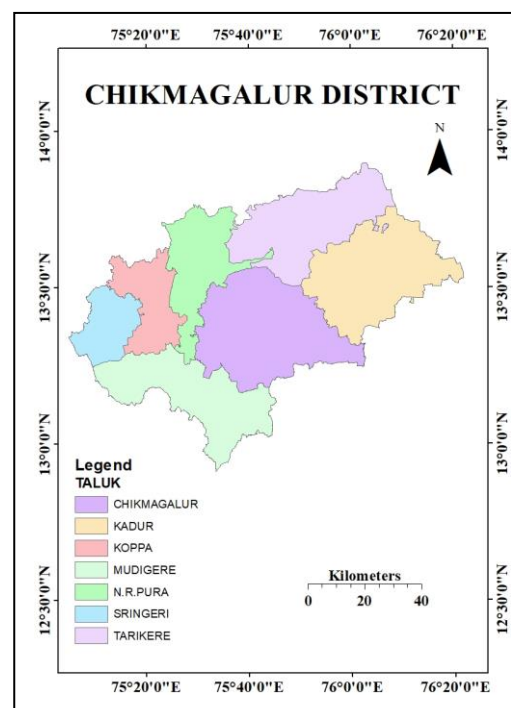 75°20'0"E 75°40'0"E 76°0'0"E 76°20'0"E
CHIKMAGALUR DISTRICT
N
14°0'0"N
14°0'0"N
13°30'0"N
13°30'0"N
13°0'0"N
13°0'0"N
12°30'0"N
12°30'0"N
Legend
TALUK
CHIKMAGALUR
KADUR
KOPPA
MUDIGERE
N.R.PURA
SRINGERI
TARIKERE
Kilometers
0 10 20 40
75°20'0"E 75°40'0"E 76°0'0"E 76°20'0"E